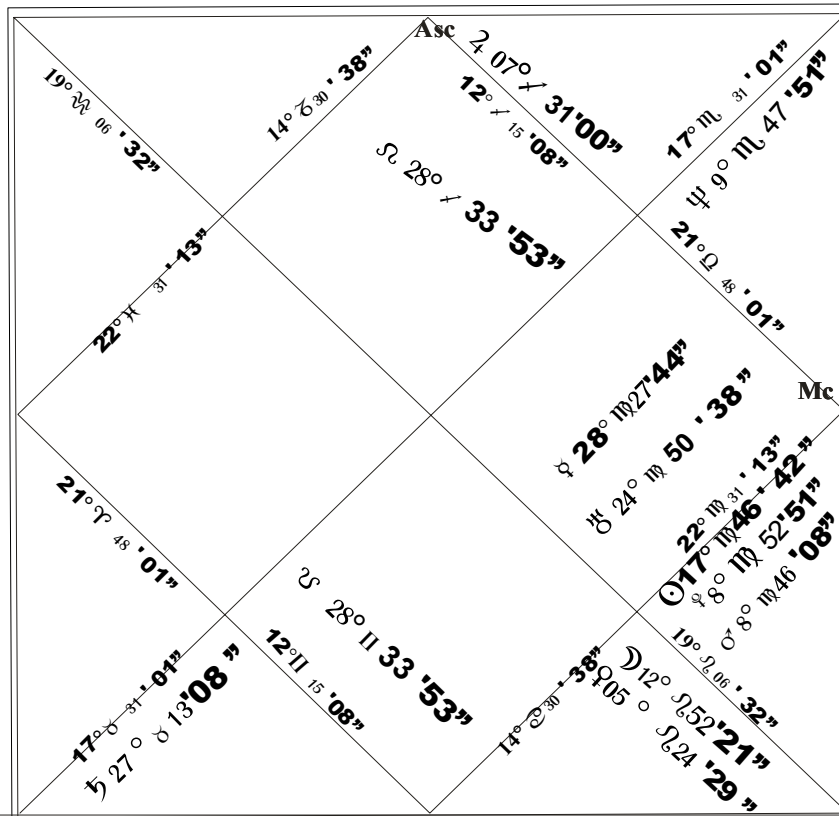 Asc
♃ 07° ♐ 31'00”
12° ♐ 15 '08”
14° ♑ 30 ' 38”
19° ♒ 06 '32”
17° ♏ 31 ' 01”
♆ 9° ♏ 47 '51”
☊ 28° ♐ 33 '53”
21° ♎ 48 '01”
22° ♓ 31 ' 13”
Mc
☿ 28° ♍27'44”
♅ 24° ♍ 50 ' 38 ”
22° ♍ 31 ' 13”
☉17° ♍46 ' 42 ”
♇ 8° ♍ 52'51”
♂ 8° ♍46 '08”
21° ♈ 48 '01”
☋ 28° ♊ 33 '53”
12° ♊ 15 '08”
17° ♉ 31 ' 01”
♄ 27 ° ♉ 13'08 ”
14° ♋ 30 ' 38”
19° ♌ 06 ' 32”
☽12° ♌52'21”
♀05 ° ♌24 '29 ”